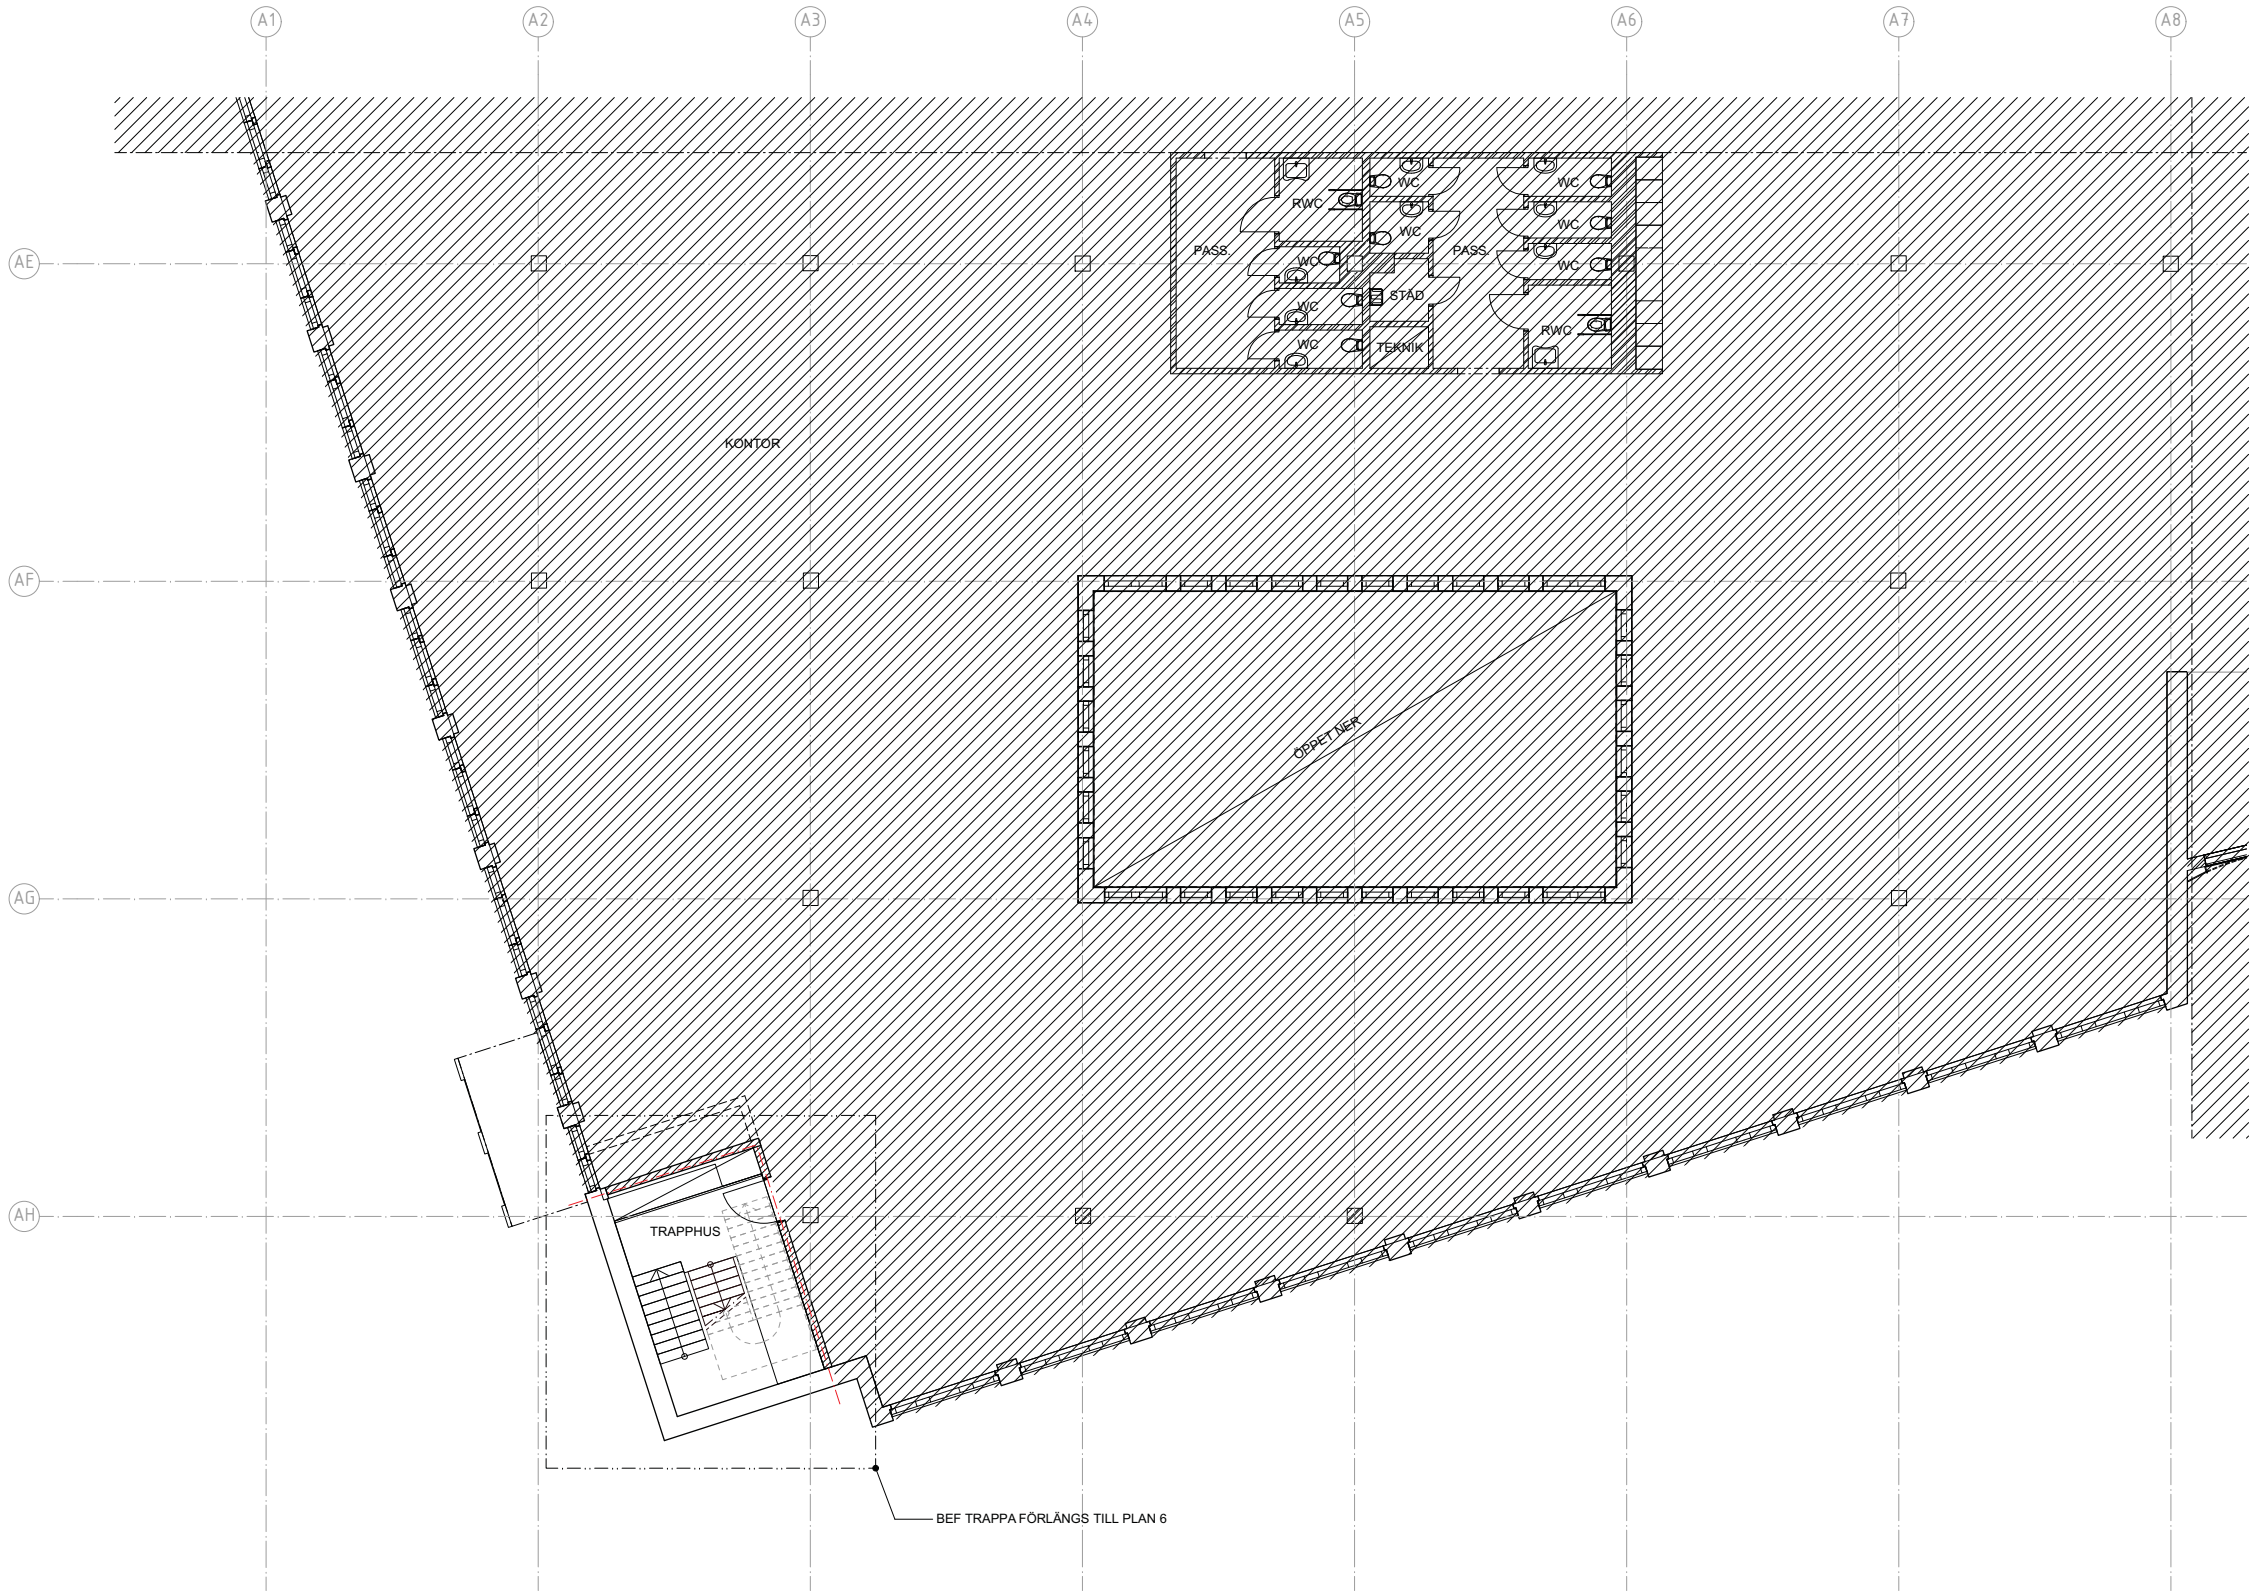 A1 A2 A3 A4 A5 A6 A7 A8
WC WC
RWC WC
WC
PASS. PASS.
AE
WC WC
STÄD
WC
RWC
WC TEKNIK
KONTOR
AF
ÖPPET NER
AG
AH
TRAPPHUS
BEF TRAPPA FÖRLÄNGS TILL PLAN 6